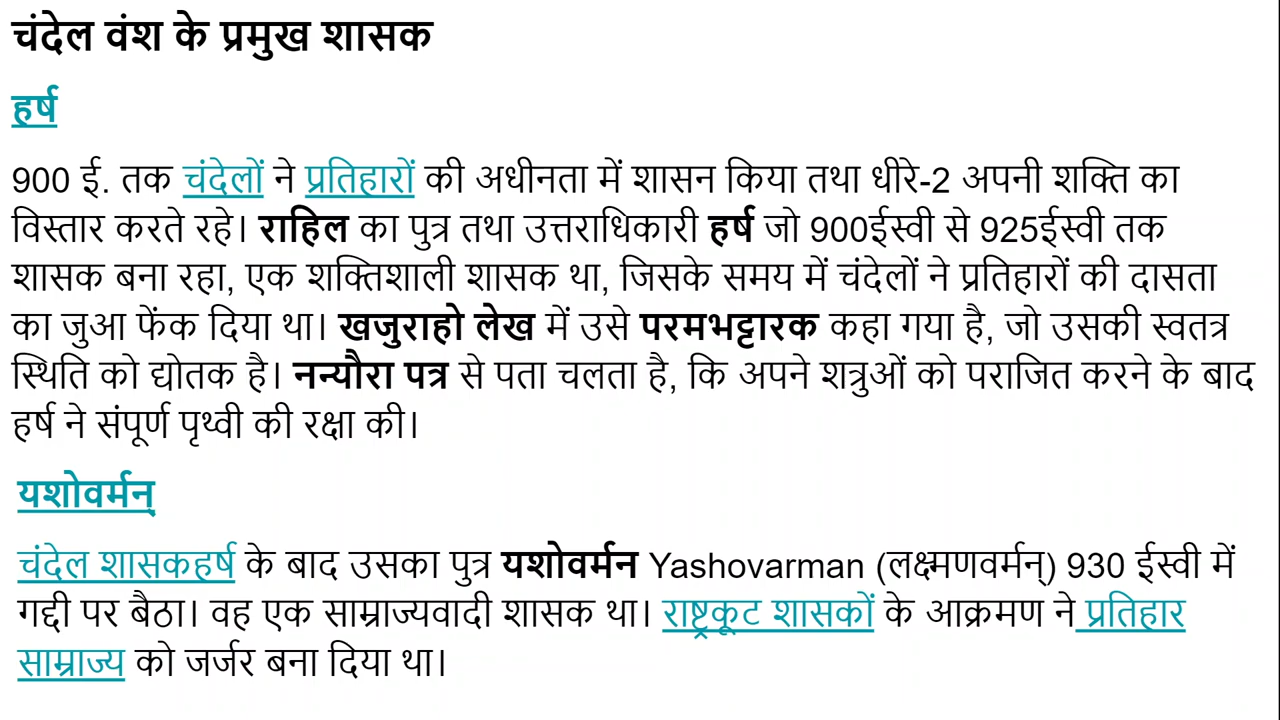 चंदेल वंश के प्रमुख शासक
हर्ष
900 ई. तक चंदेलों ने प्रतिहारों की अधीनता में शासन किया तथा धीरे-2 अपनी शक्ति का
विस्तार करते रहे। राहिल का पुत्र तथा उत्तराधिकारी हर्ष जो 900ईस्वी से 925ईस्वी तक
शासक बना रहा, एक शक्तिशाली शासक था, जिसके समय में चंदेलों ने प्रतिहारों की दासता
का जुआ फेंक दिया था। खजुराहो लेख में उसे परमभट्टारक कहा गया है, जो उसकी स्वतत्र
स्थिति को द्योतक है। नन्यौरा पत्र से पता चलता है, कि अपने शत्रुओं को पराजित करने के बाद
हर्ष ने संपूर्ण पृथ्वी की रक्षा की।
यशोवर्मन्
चंदेल शासकहर्ष के बाद उसका पुत्र यशोवर्मन Yashovarman (लक्ष्मणवर्मन्) 930 ईस्वी में
गद्दी पर बैठा। वह एक साम्राज्यवादी शासक था। राष्ट्रकूट शासकों के आक्रमण ने प्रतिहार
साम्राज्य को जर्जर बना दिया था।